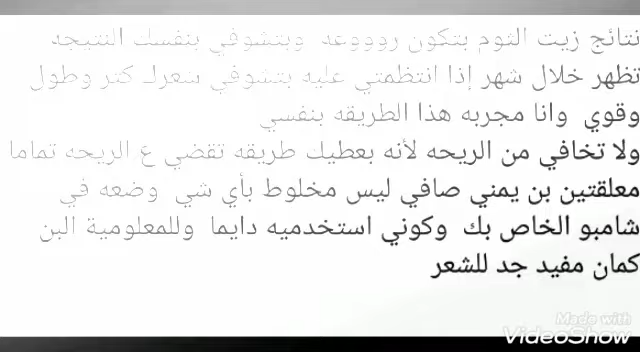 نتائج زيت الثوم بتكون روووعه وبتشوفي بنفسك النتيجه
تظهر خلال شهر إذا انتظمتي عليه بتشوفي شعرك كثر وطول
وقوي وانا مجربه هذا الطريقه بنفسي
ولا تخافي من الريحه لأنه بعطيك طريقه تقضي ع الريحه تماما
معلقتين بن يمني صافي ليس مخلوط بأي شي وضعه في
شامبو الخاص بك وكوني استخدميه دايما وللمعلومية البن
كمان مفيد جد للشعر
Made with
VideoShow